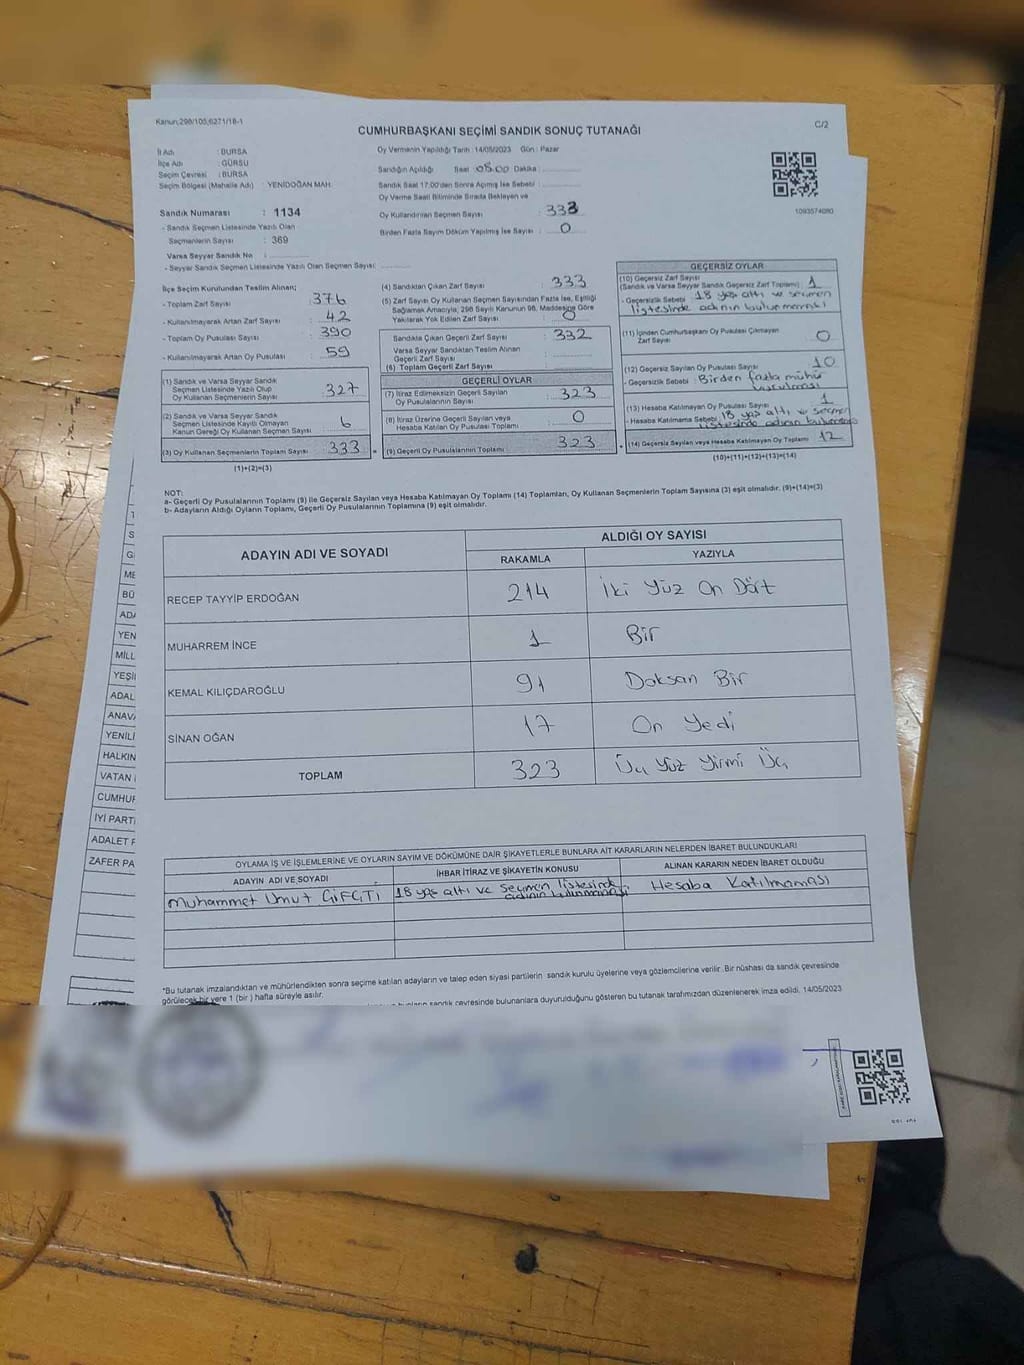 Kanun;298/105;6271/18-1
C/2
CUMHURBAŞKANI SEÇİMİ SANDIK SONUÇ TUTANAĞI
İl Adı : BURSA
İlçe Adı : GÜRSU
Seçim Çevresi : BURSA
Seçim Bölgesi (Mahalle Adı) : YENİDOĞAN MAH.
Sandık Numarası : 1134
- Sandık Seçmen Listesinde Yazılı Olan
Seçmenlerin Sayısı : 369
Varsa Seyyar Sandık No :
- Seyyar Sandık Seçmen Listesinde Yazılı Olan Seçmen Sayısı:
Oy Vermenin Yapıldığı Tarih : 14/05/2023 Gün : Pazar
Sandığın Açıldığı Saat : 08.00 Dakika :
Sandık Saat 17:00'den Sonra Açılmış İse Sebebi :
Oy Verme Saati Bitiminde Sırada Bekleyen ve
Oy Kullandırılan Seçmen Sayısı : 333
Birden Fazla Sayım Döküm Yapılmış İse Sayısı : 0
1093574080
İlçe Seçim Kurulundan Teslim Alınan;
- Toplam Zarf Sayısı : 376
- Kullanılmayarak Artan Zarf Sayısı : 42
- Toplam Oy Pusulası Sayısı : 390
- Kullanılmayarak Artan Oy Pusulası : 59
(1) Sandık ve Varsa Seyyar Sandık
Seçmen Listesinde Yazılı Olup
Oy Kullanan Seçmenlerin Sayısı : 327
(2) Sandık ve Varsa Seyyar Sandık
Seçmen Listesinde Kayıtlı Olmayan
Kanun Gereği Oy Kullanan Seçmen Sayısı : 6
(3) Oy Kullanan Seçmenlerin Toplam Sayısı : 333
(1)+(2)=(3)
(4) Sandıktan Çıkan Zarf Sayısı : 333
(5) Zarf Sayısı Oy Kullanan Seçmen Sayısından Fazla İse, Eşitliği
Sağlamak Amacıyla; 298 Sayılı Kanunun 98. Maddesine Göre
Yakılarak Yok Edilen Zarf Sayısı : 0
Sandıkta Çıkan Geçerli Zarf Sayısı : 332
Varsa Seyyar Sandıktan Teslim Alınan
Geçerli Zarf Sayısı :
(6) Toplam Geçerli Zarf Sayısı :
GEÇERLİ OYLAR
(7) İtiraz Edilmeksizin Geçerli Sayılan
Oy Pusulalarının Sayısı : 323
(8) İtiraz Üzerine Geçerli Sayılan veya
Hesaba Katılan Oy Pusulası Toplamı : 0
(9) Geçerli Oy Pusulalarının Toplamı : 323
GEÇERSİZ OYLAR
(10) Geçersiz Zarf Sayısı
(Sandık ve Varsa Seyyar Sandık Geçersiz Zarf Toplamı) : 1
- Geçersizlik Sebebi : 18 yaş altı ve seçmen
listesinde adının bulunmaması
(11) İçinden Cumhurbaşkanı Oy Pusulası Çıkmayan
Zarf Sayısı : 0
(12) Geçersiz Sayılan Oy Pusulası Sayısı : 10
- Geçersizlik Sebebi : Birden fazla mühür
basılması
(13) Hesaba Katılmayan Oy Pusulası Sayısı : 1
- Hesaba Katılmama Sebebi : 18 yaş altı ve seçmen
listesinde adının bulunmaması
(14) Geçersiz Sayılan veya Hesaba Katılmayan Oy Toplamı : 12
(10)+(11)+(12)+(13)=(14)
NOT:
a- Geçerli Oy Pusulalarının Toplamı (9) ile Geçersiz Sayılan veya Hesaba Katılmayan Oy Toplamı (14) Toplamları, Oy Kullanan Seçmenlerin Toplam Sayısına (3) eşit olmalıdır. (9)+(14)=(3)
b- Adayların Aldığı Oyların Toplamı, Geçerli Oy Pusulalarının Toplamına (9) eşit olmalıdır.
ADAYIN ADI VE SOYADI
ALDIĞI OY SAYISI
RAKAMLA YAZIYLA
RECEP TAYYİP ERDOĞAN 214 İki Yüz On Dört
MUHARREM İNCE 1 Bir
KEMAL KILIÇDAROĞLU 91 Doksan Bir
SİNAN OĞAN 17 On Yedi
TOPLAM 323 Üç Yüz Yirmi Üç
OYLAMA İŞ VE İŞLEMLERİNE VE OYLARIN SAYIM VE DÖKÜMÜNE DAİR ŞİKAYETLERLE BUNLARA AİT KARARLARIN NELERDEN İBARET BULUNDUKLARI
ADAYIN ADI VE SOYADI İHBAR İTİRAZ VE ŞİKAYETİN KONUSU ALINAN KARARIN NEDEN İBARET OLDUĞU
Muhammet Umut ÇİFÇTİ 18 yaş altı ve seçmen listesinde adının bulunmaması Hesaba Katılmaması
*Bu tutanak imzalandıktan ve mühürlendikten sonra seçime katılan adayların ve talep eden siyasi partilerin sandık kurulu üyelerine veya gözlemcilerine verilir. Bir nüshası da sandık çevresinde
görülecek bir yere 1 (bir ) hafta süreyle asılır.
sandık çevresinde bulunanlara duyurulduğunu gösteren bu tutanak tarafımızdan düzenlenerek imza edildi. 14/05/2023
T
S
G
ME
BÜ
ADA
YEN
MİLL
YEŞİ
ADAL
ANAVA
YENİL
HALKIN
VATAN
CUMHUR
İYİ PARTİ
ADALET
ZAFER PA